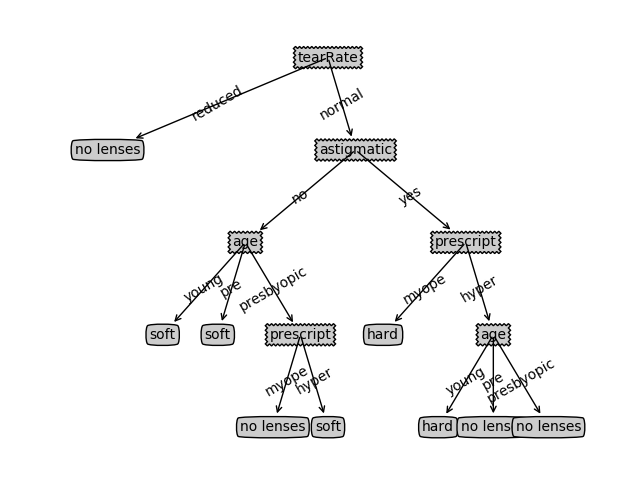 tearRate
reduced
normal
no lenses
astigmatic
no
yes
age
prescript
young
pre
presbyopic
myope
hyper
soft
soft
prescript
hard
age
myope
hyper
young
pre
presbyopic
no lenses
soft
hard
no lens
no lenses